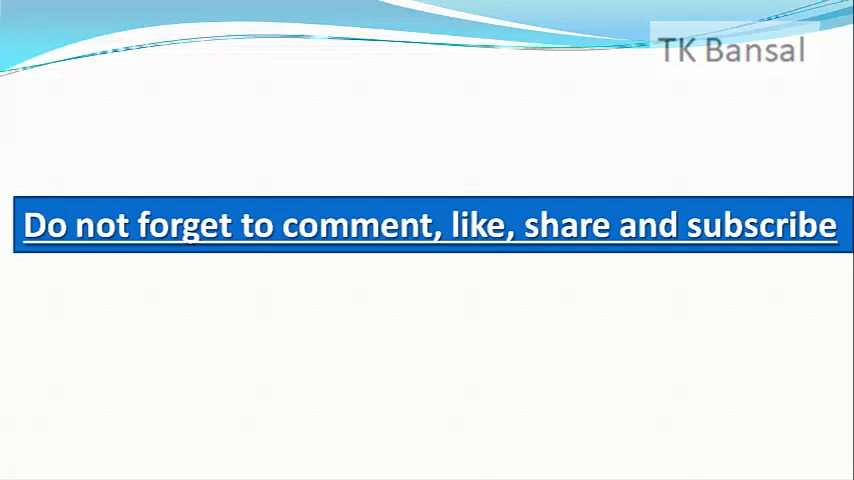 TK Bansal
Do not forget to comment, like, share and subscribe